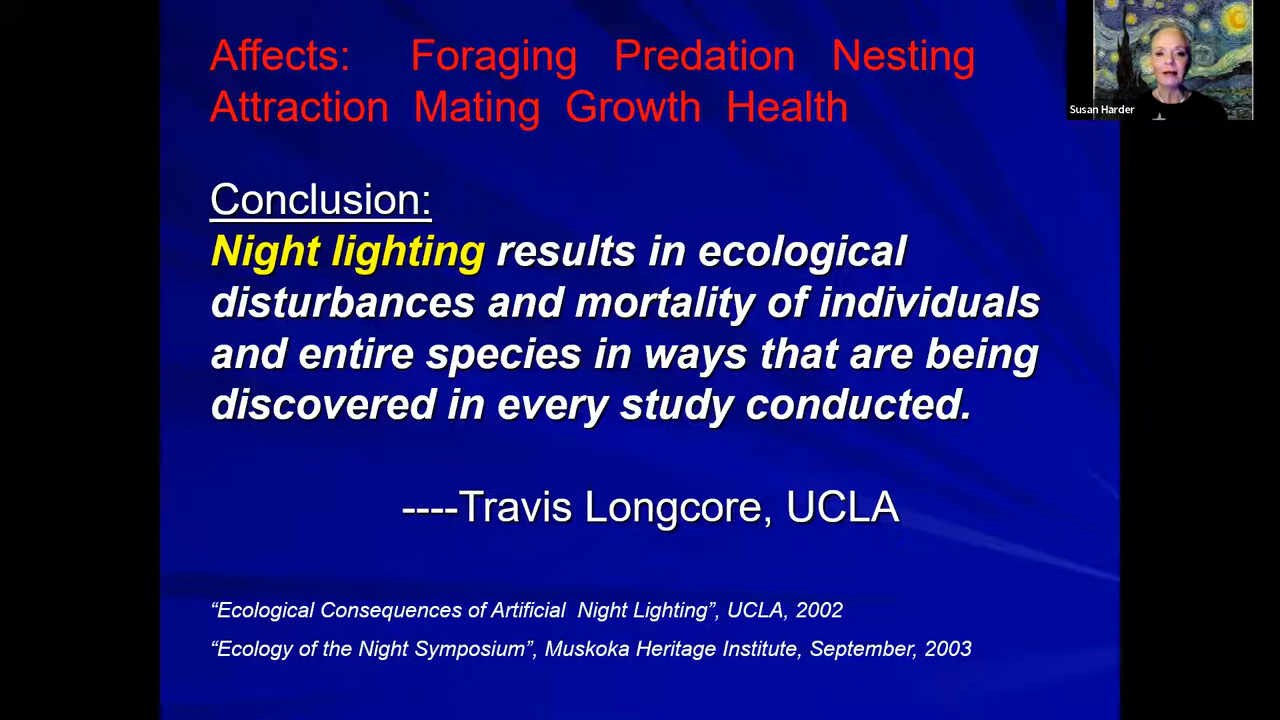 Affects: Foraging Predation Nesting
Attraction Mating Growth Health
Susan Harder
Conclusion:
Night lighting results in ecological
disturbances and mortality of individuals
and entire species in ways that are being
discovered in every study conducted.
----Travis Longcore, UCLA
“Ecological Consequences of Artificial Night Lighting”, UCLA, 2002
“Ecology of the Night Symposium”, Muskoka Heritage Institute, September, 2003